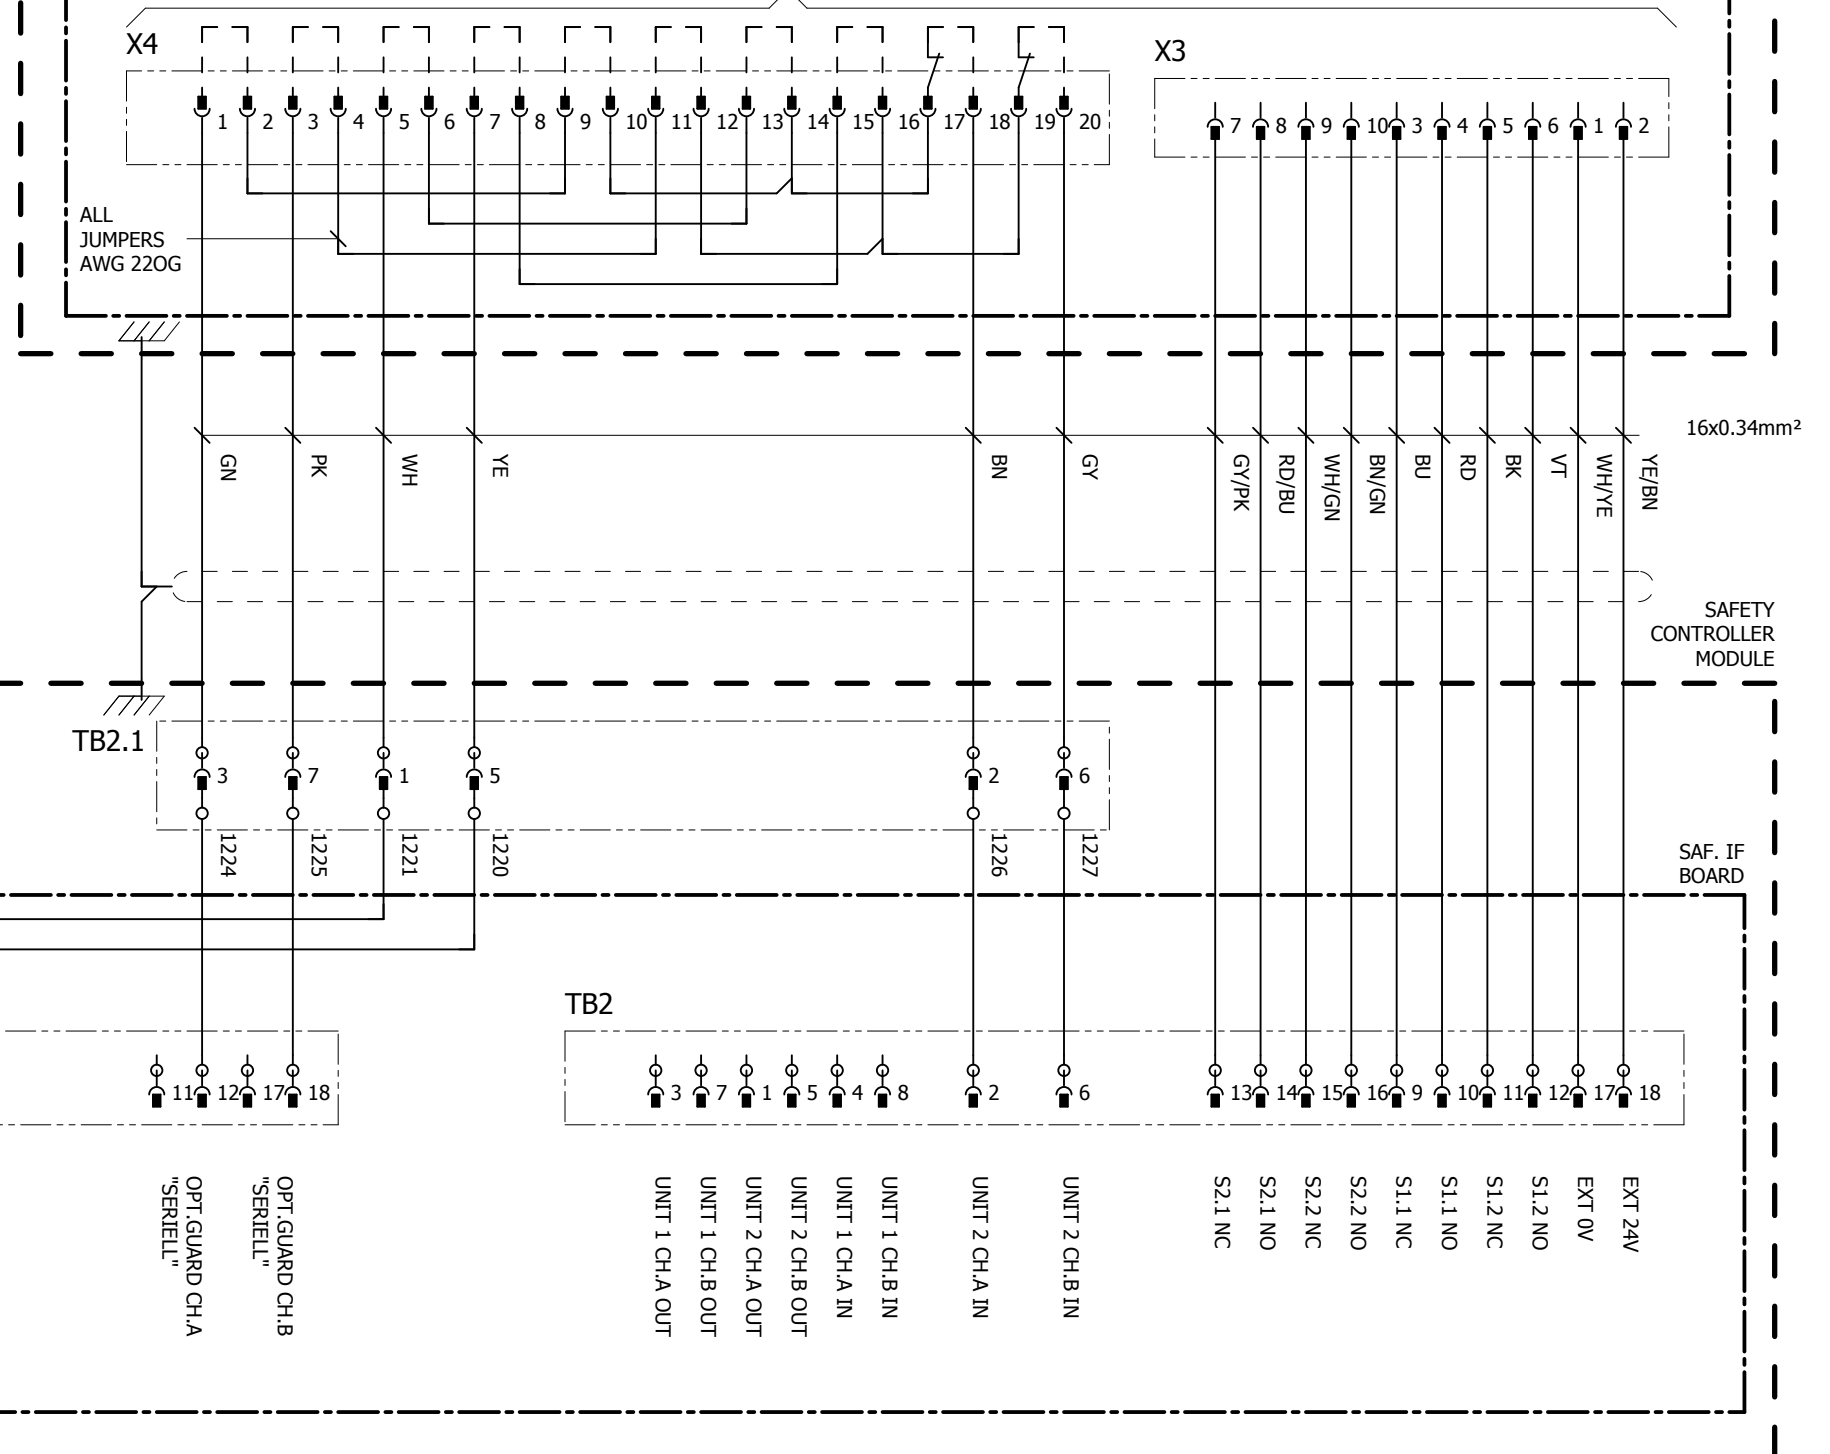 X4
X3
1 2 3 4 5 6 7 8 9 10 11 12 13 14 15 16 17 18 19 20
7 8 9 10 3 4 5 6 1 2
ALL
JUMPERS
AWG 22OG
16x0.34mm²
GN
PK
WH
YE
BN
GY
GY/PK
RD/BU
WH/GN
BN/GN
BU
RD
BK
VT
WH/YE
YE/BN
SAFETY
CONTROLLER
MODULE
TB2.1
3 7 1 5 2 6
1224
1225
1221
1220
1226
1227
SAF. IF
BOARD
TB2
11 12 17 18
3 7 1 5 4 8 2 6 13 14 15 16 9 10 11 12 17 18
OPT.GUARD CH.A
"SERIELL"
OPT.GUARD CH.B
"SERIELL"
UNIT 1 CH.A OUT
UNIT 1 CH.B OUT
UNIT 2 CH.A OUT
UNIT 2 CH.B OUT
UNIT 1 CH.A IN
UNIT 1 CH.B IN
UNIT 2 CH.A IN
UNIT 2 CH.B IN
S2.1 NC
S2.1 NO
S2.2 NC
S2.2 NO
S1.1 NC
S1.1 NO
S1.2 NC
S1.2 NO
EXT 0V
EXT 24V